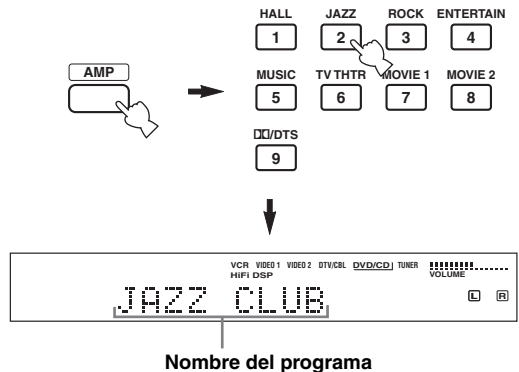 HALL JAZZ ROCK ENTERTAIN
1 2 3 4
AMP
MUSIC TV THTR MOVIE 1 MOVIE 2
5 6 7 8
DD/DTS
9
VCR VIDEO 1 VIDEO 2 DTV/CBL DVD/CD TUNER
HiFi DSP VOLUME
JAZZ CLUB L R
Nombre del programa